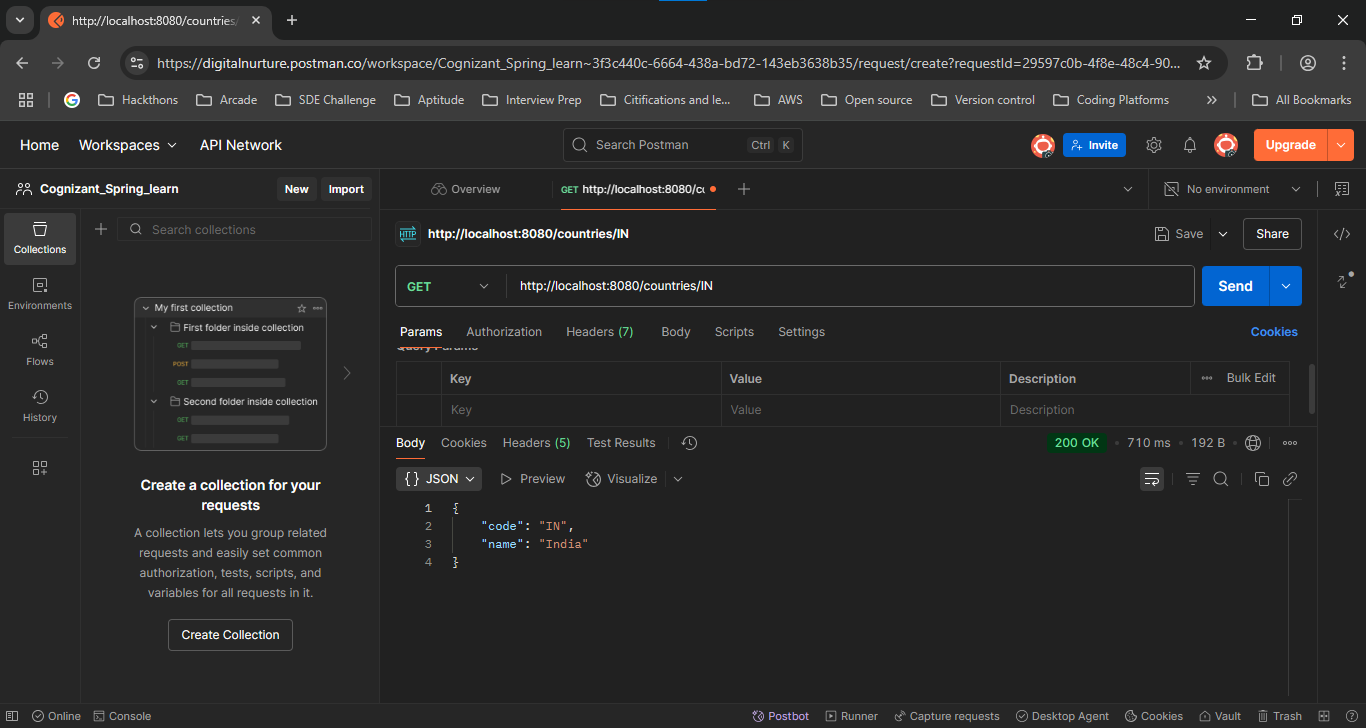 http://localhost:8080/countries/
https://digitalnurture.postman.co/workspace/Cognizant_Spring_learn~3f3c440c-6664-438a-bd72-143eb3638b35/request/create?requestId=29597c0b-4f8e-48c4-90...
Hackthons Arcade SDE Challenge Aptitude Interview Prep Citifications and le... AWS Open source Version control Coding Platforms » All Bookmarks
Home Workspaces API Network Search Postman Ctrl K Invite Upgrade
Cognizant_Spring_learn New Import Overview GET http://localhost:8080/cu No environment
Collections
Search collections
http://localhost:8080/countries/IN Save Share
Environments
Flows
History
My first collection
First folder inside collection
GET
POST
GET
Second folder inside collection
GET
GET
Create a collection for your
requests
A collection lets you group related
requests and easily set common
authorization, tests, scripts, and
variables for all requests in it.
Create Collection
HTTP
GET http://localhost:8080/countries/IN Send
Params Authorization Headers (7) Body Scripts Settings Cookies
Query Params
Key Value Description Bulk Edit
Key Value Description
Body Cookies Headers (5) Test Results 200 OK • 710 ms • 192 B
{} JSON Preview Visualize
1 {
2 "code": "IN",
3 "name": "India"
4 }
Online Console Postbot Runner Capture requests Desktop Agent Cookies Vault Trash